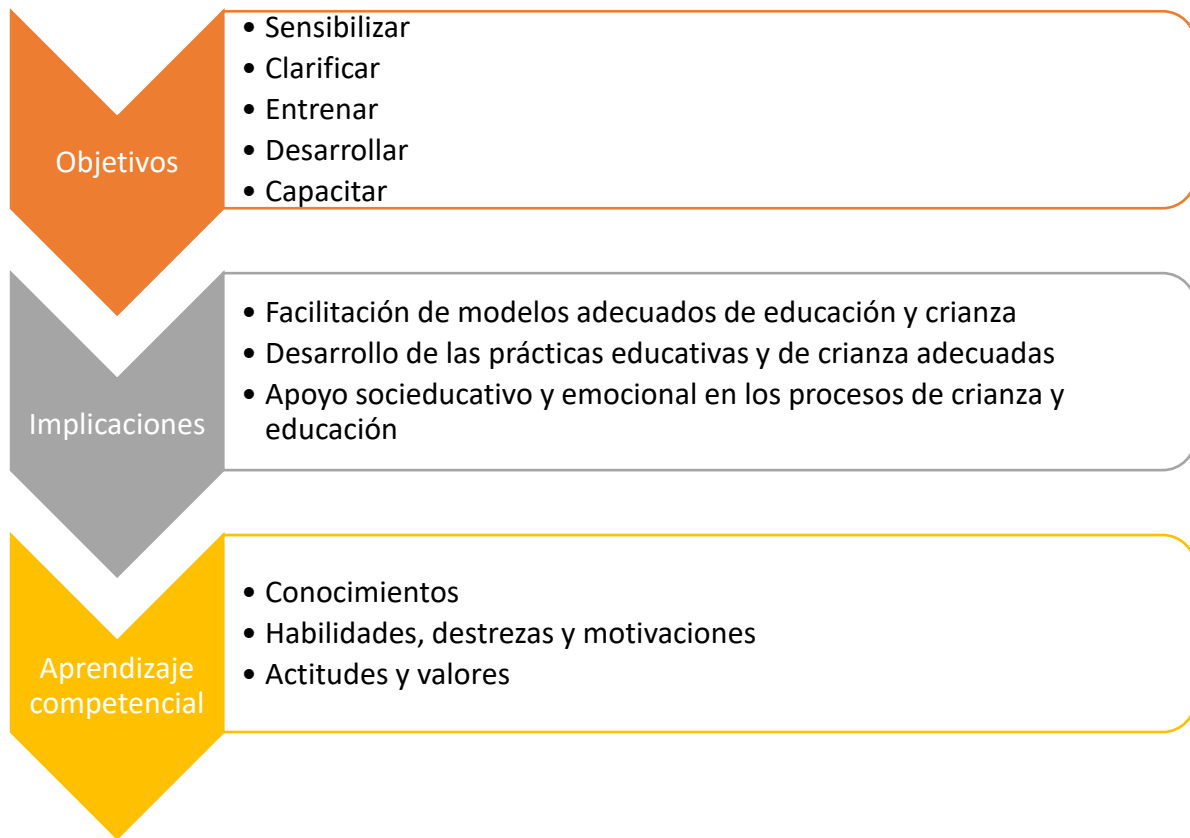 Objetivos
• Sensibilizar
• Clarificar
• Entrenar
• Desarrollar
• Capacitar
Implicaciones
• Facilitación de modelos adecuados de educación y crianza
• Desarrollo de las prácticas educativas y de crianza adecuadas
• Apoyo socieducativo y emocional en los procesos de crianza y
educación
Aprendizaje
competencial
• Conocimientos
• Habilidades, destrezas y motivaciones
• Actitudes y valores